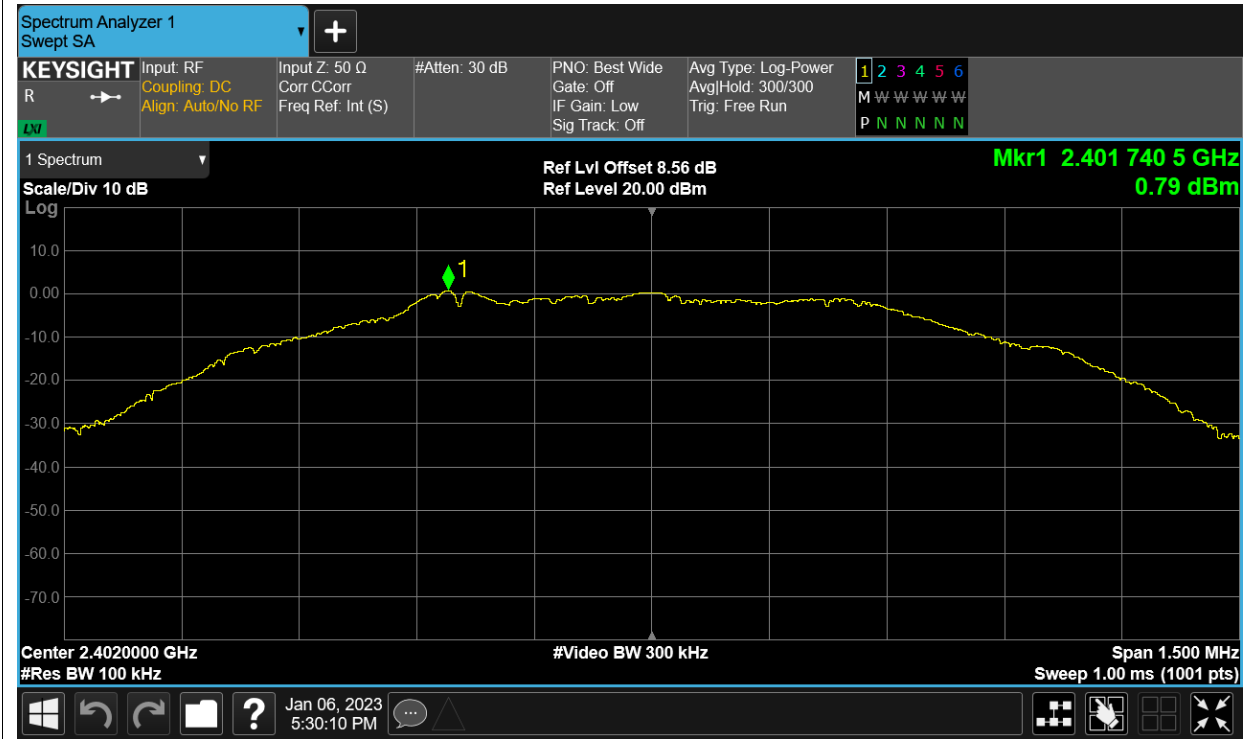 Spectrum Analyzer 1
Swept SA
+
KEYSIGHT
R
LXI
Input: RF
Coupling: DC
Align: Auto/No RF
Input Z: 50 Ω
Corr CCorr
Freq Ref: Int (S)
#Atten: 30 dB
PNO: Best Wide
Gate: Off
IF Gain: Low
Sig Track: Off
Avg Type: Log-Power
Avg|Hold: 300/300
Trig: Free Run
1 2 3 4 5 6
M W W W W W
P N N N N N
1 Spectrum
Scale/Div 10 dB
Ref Lvl Offset 8.56 dB
Ref Level 20.00 dBm
Mkr1 2.401 740 5 GHz
0.79 dBm
Log
10.0
0.00
-10.0
-20.0
-30.0
-40.0
-50.0
-60.0
-70.0
1
Center 2.4020000 GHz
#Res BW 100 kHz
#Video BW 300 kHz
Span 1.500 MHz
Sweep 1.00 ms (1001 pts)
?
Jan 06, 2023
5:30:10 PM